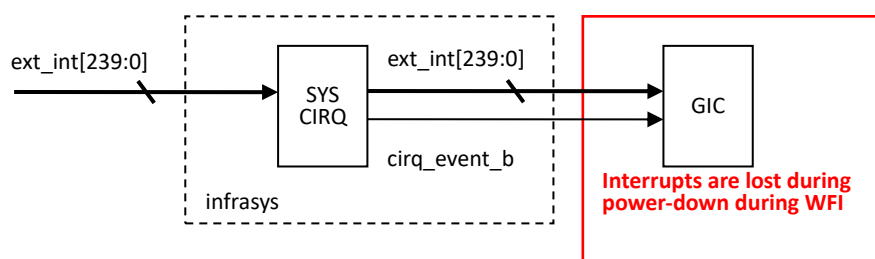 ext_int[239:0]
ext_int[239:0]
SYS
CIRQ
GIC
cirq_event_b
infrasys
Interrupts are lost during
power-down during WFI